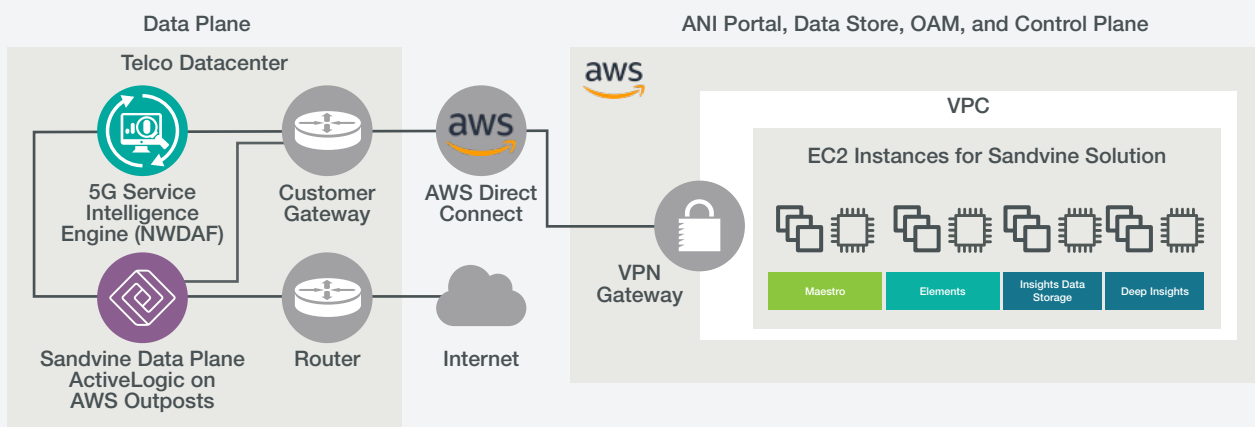 Data Plane
ANI Portal, Data Store, OAM, and Control Plane
Telco Datacenter
aws
VPC
EC2 Instances for Sandvine Solution
aws
5G Service
Intelligence
Engine (NWDAF)
Customer
Gateway
AWS Direct
Connect
VPN
Gateway
Maestro
Elements
Insights Data
Storage
Deep Insights
Sandvine Data Plane
ActiveLogic on
AWS Outposts
Router
Internet